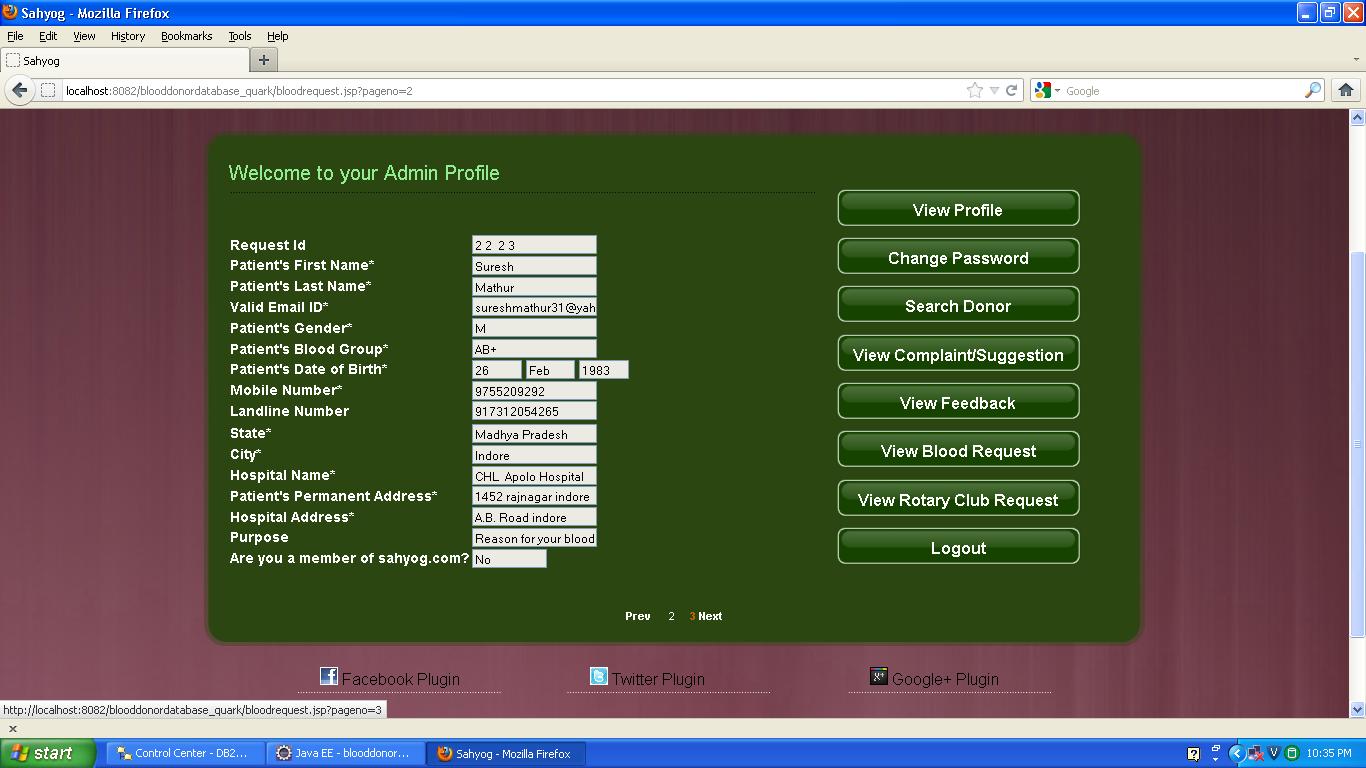 Sahyog - Mozilla Firefox
File Edit View History Bookmarks Tools Help
Sahyog
localhost:8082/blooddonordatabase_quark/bloodrequest.jsp?pageno=2
Google
Welcome to your Admin Profile
Request Id 2 2 2 3
Patient's First Name* Suresh
Patient's Last Name* Mathur
Valid Email ID* sureshmathur31@yah
Patient's Gender* M
Patient's Blood Group* AB+
Patient's Date of Birth* 26 Feb 1983
Mobile Number* 9755209292
Landline Number 917312054265
State* Madhya Pradesh
City* Indore
Hospital Name* CHL Apolo Hospital
Patient's Permanent Address* 1452 rajnagar indore
Hospital Address* A.B. Road indore
Purpose Reason for your blood
Are you a member of sahyog.com? No
Prev 2 3 Next
View Profile
Change Password
Search Donor
View Complaint/Suggestion
View Feedback
View Blood Request
View Rotary Club Request
Logout
Facebook Plugin Twitter Plugin Google+ Plugin
http://localhost:8082/blooddonordatabase_quark/bloodrequest.jsp?pageno=3
start Control Center - DB2... Java EE - blooddonor... Sahyog - Mozilla Firefox 10:35 PM